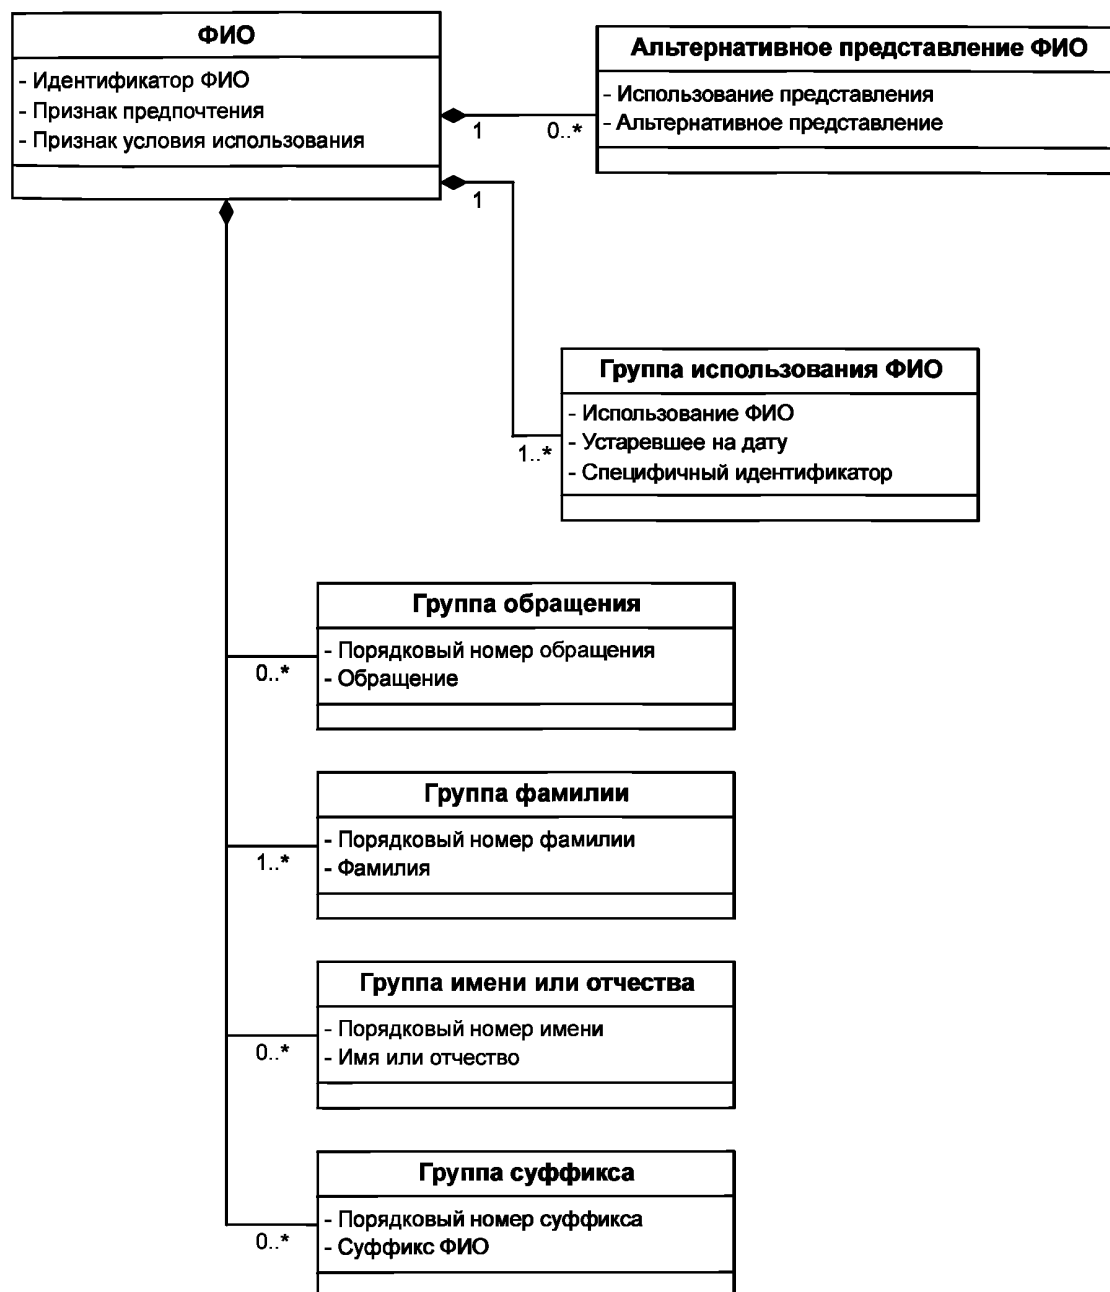 ФИО
- Идентификатор ФИО
- Признак предпочтения
- Признак условия использования
Альтернативное представление ФИО
- Использование представления
- Альтернативное представление
1
0..*
1
Группа использования ФИО
- Использование ФИО
- Устаревшее на дату
- Специфичный идентификатор
1..*
Группа обращения
- Порядковый номер обращения
- Обращение
0..*
Группа фамилии
- Порядковый номер фамилии
- Фамилия
1..*
Группа имени или отчества
- Порядковый номер имени
- Имя или отчество
0..*
Группа суффикса
- Порядковый номер суффикса
- Суффикс ФИО
0..*